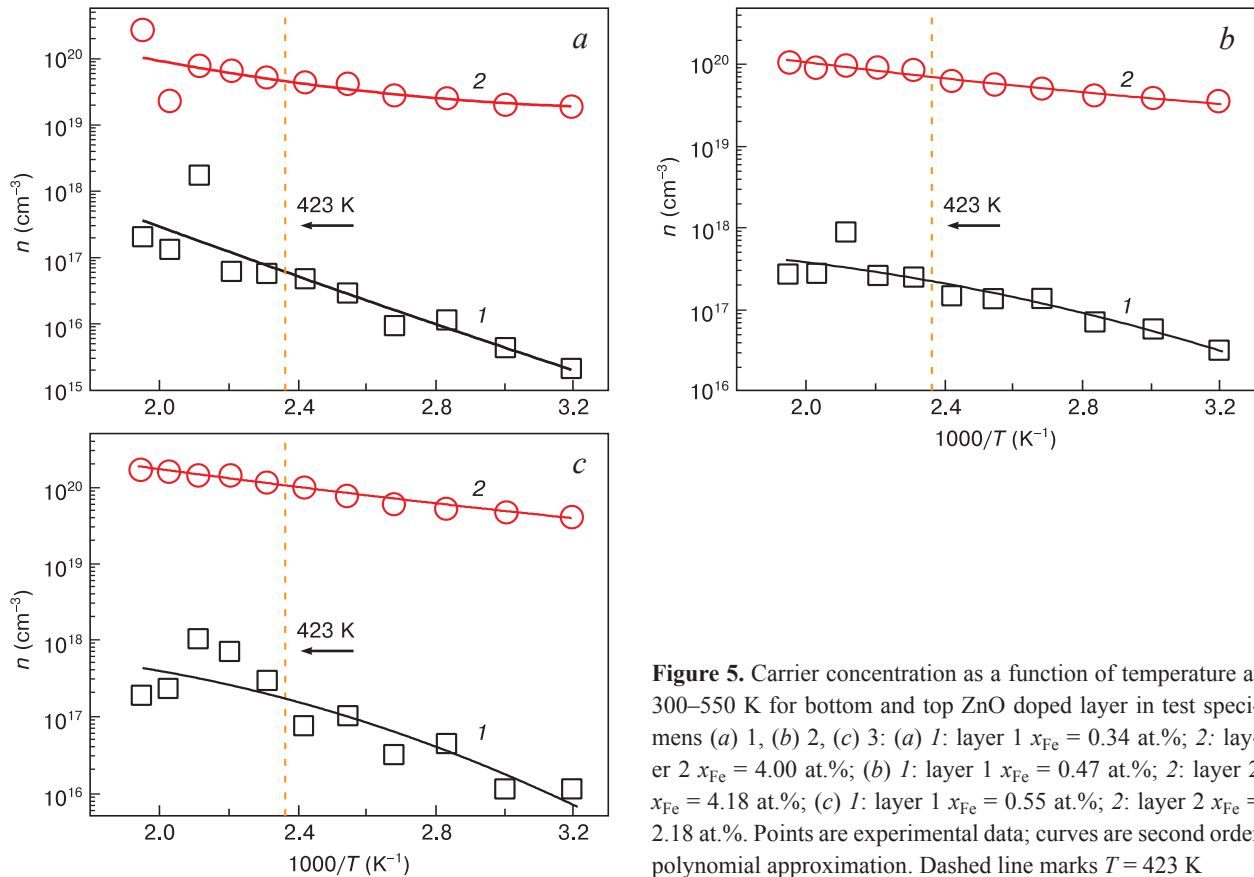 a
10^20
2
10^19
n (cm^−3)
10^18
423 K
10^17
10^16
1
10^15
2.0 2.4 2.8 3.2
b
10^20
2
10^19
n (cm^−3)
10^18
423 K
10^17
1
10^16
2.0 2.4 2.8 3.2
1000/T (K^−1)
c
2
10^20
10^19
n (cm^−3)
10^18
423 K
10^17
1
10^16
2.0 2.4 2.8 3.2
1000/T (K^−1)
Figure 5. Carrier concentration as a function of temperature a
300–550 K for bottom and top ZnO doped layer in test speci-
mens (a) 1, (b) 2, (c) 3: (a) 1: layer 1 x_Fe = 0.34 at.%; 2: lay-
er 2 x_Fe = 4.00 at.%; (b) 1: layer 1 x_Fe = 0.47 at.%; 2: layer 2
x_Fe = 4.18 at.%; (c) 1: layer 1 x_Fe = 0.55 at.%; 2: layer 2 x_Fe =
2.18 at.%. Points are experimental data; curves are second order
polynomial approximation. Dashed line marks T = 423 K